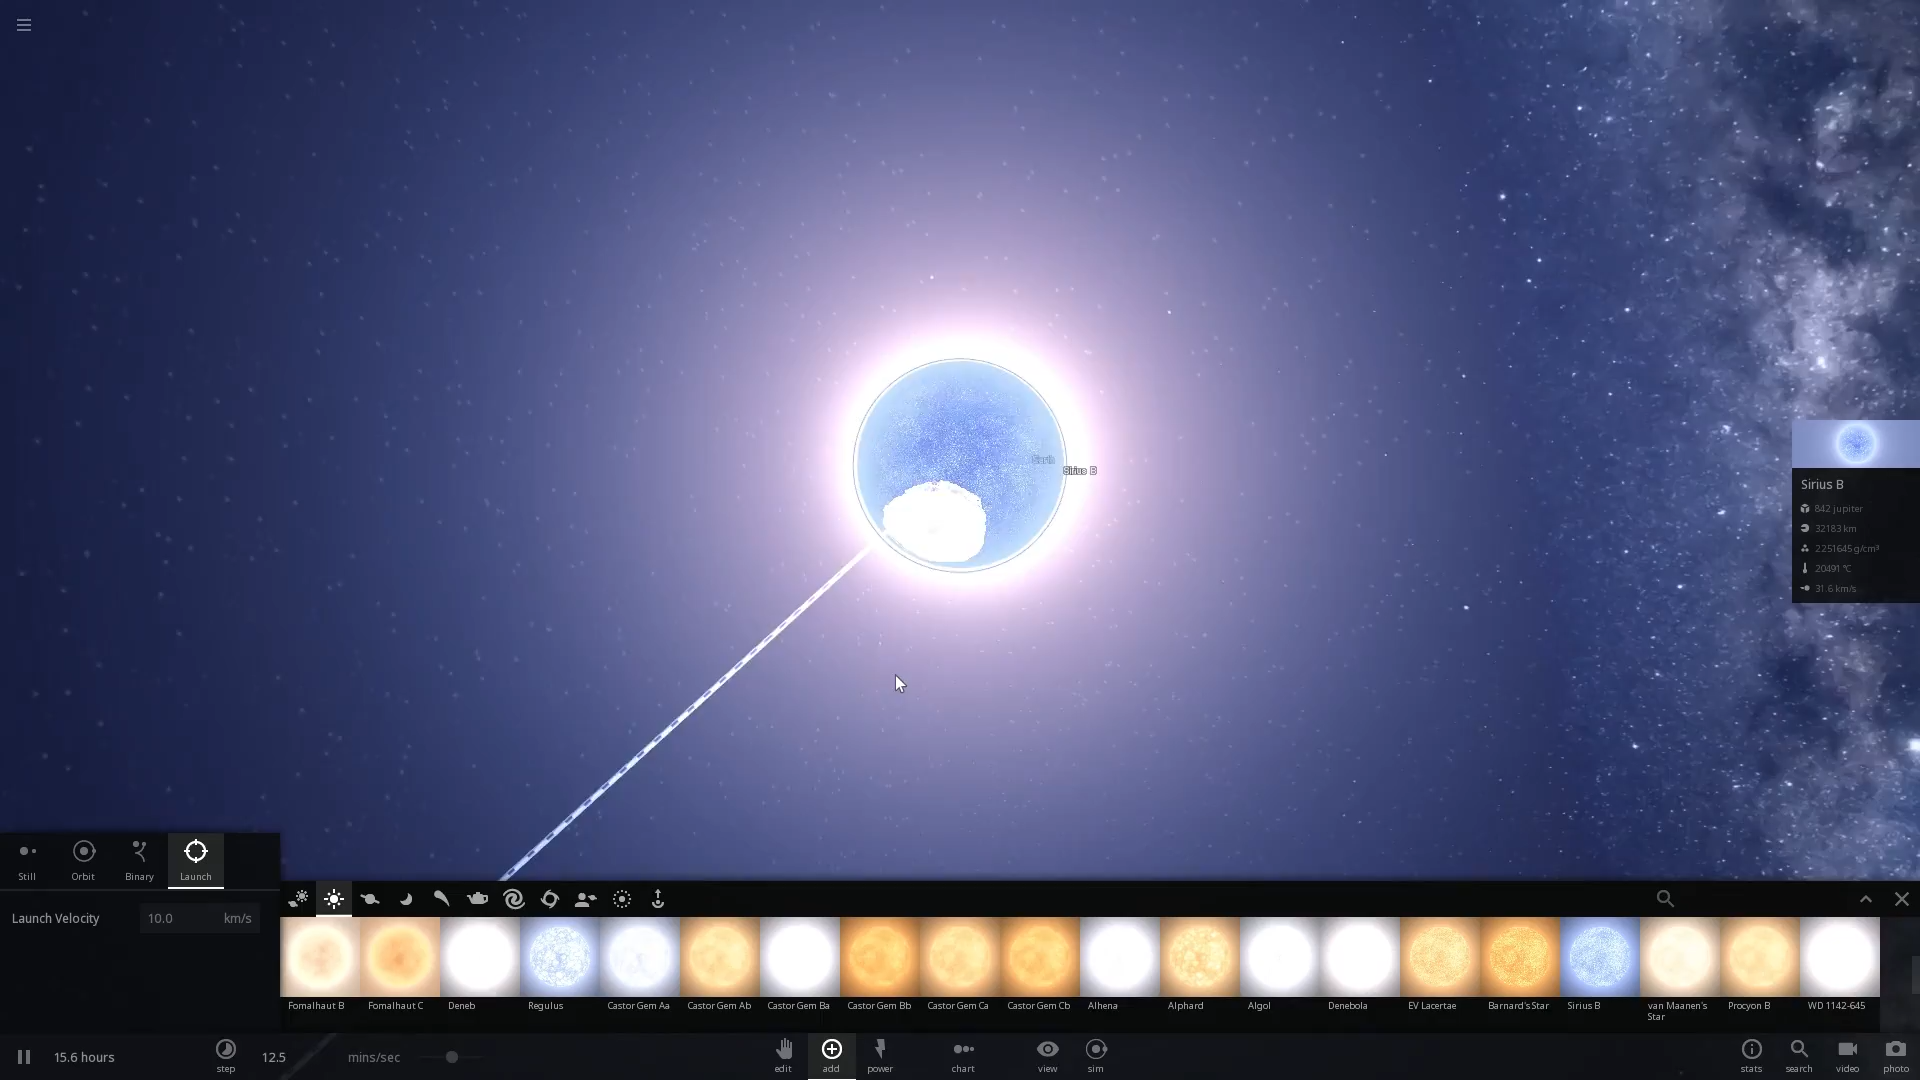 Earth
Sirius B
Sirius B
842 jupiter
32183 km
2251645 g/cm³
20491 °C
31.6 km/s
Still
Orbit
Binary
Launch
Launch Velocity
10.0
km/s
Fomalhaut B
Fomalhaut C
Deneb
Regulus
Castor Gem Aa
Castor Gem Ab
Castor Gem Ba
Castor Gem Bb
Castor Gem Ca
Castor Gem Cb
Alhena
Alphard
Algol
Denebola
EV Lacertae
Barnard's Star
Sirius B
van Maanen's
Star
Procyon B
WD 1142-645
15.6 hours
step
12.5
mins/sec
edit
add
power
chart
view
sim
stats
search
video
photo